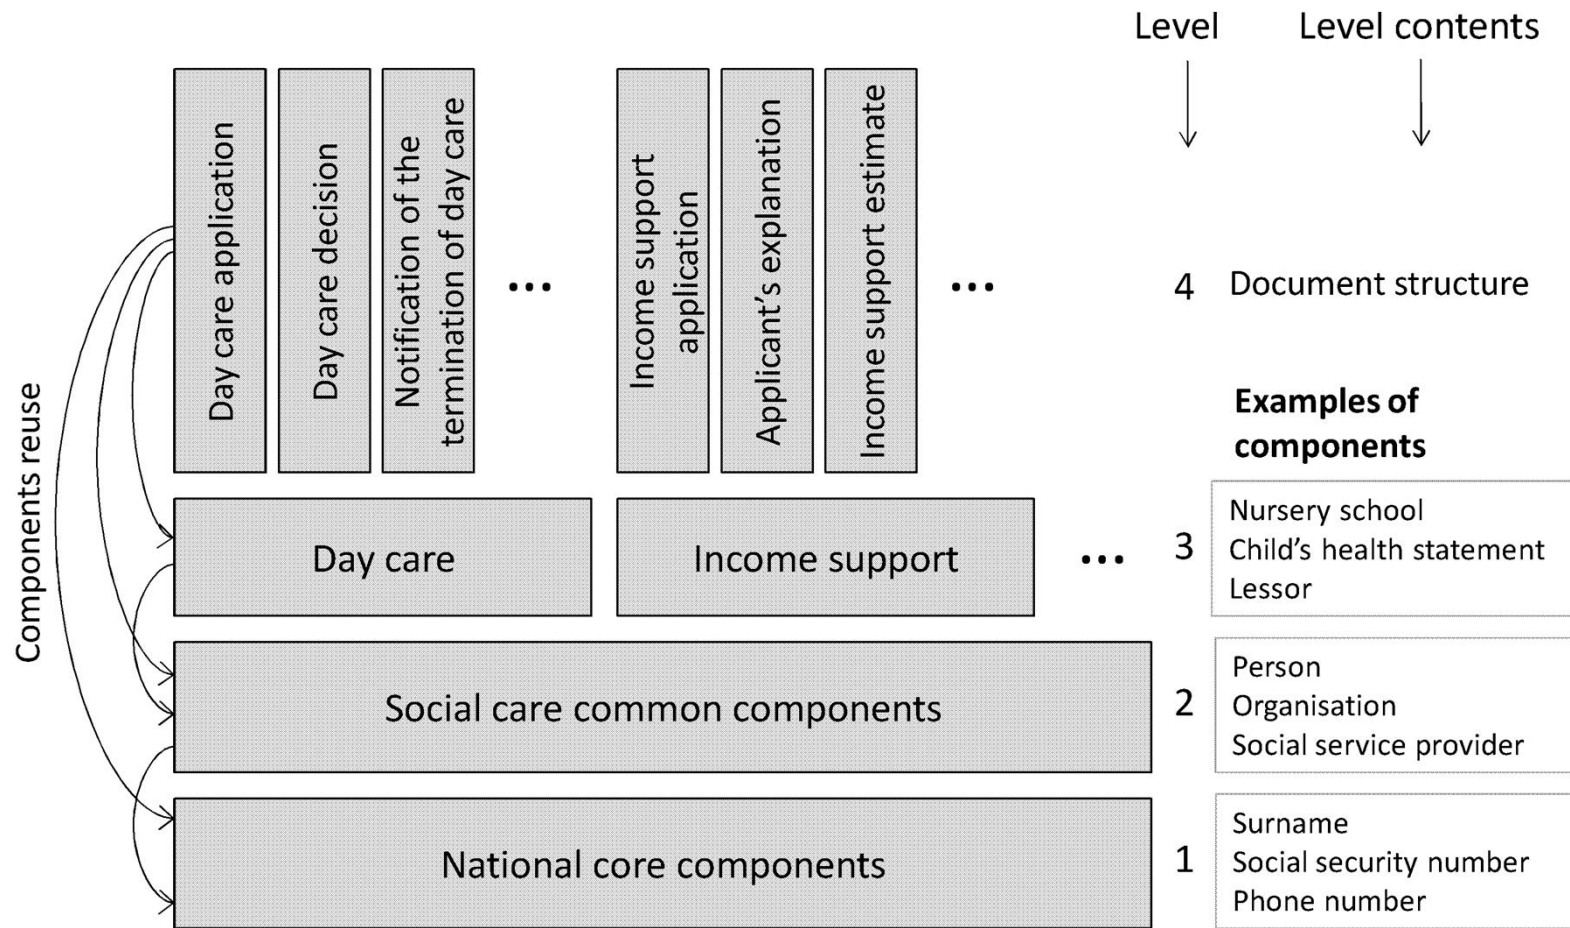 Level
Level contents
Day care application
Day care decision
Notification of the
termination of day care
...
Income support
application
Applicant’s explanation
Income support estimate
...
4
Document structure
Components reuse
Examples of
components
Day care
Income support
...
3
Nursery school
Child’s health statement
Lessor
Social care common components
2
Person
Organisation
Social service provider
National core components
1
Surname
Social security number
Phone number